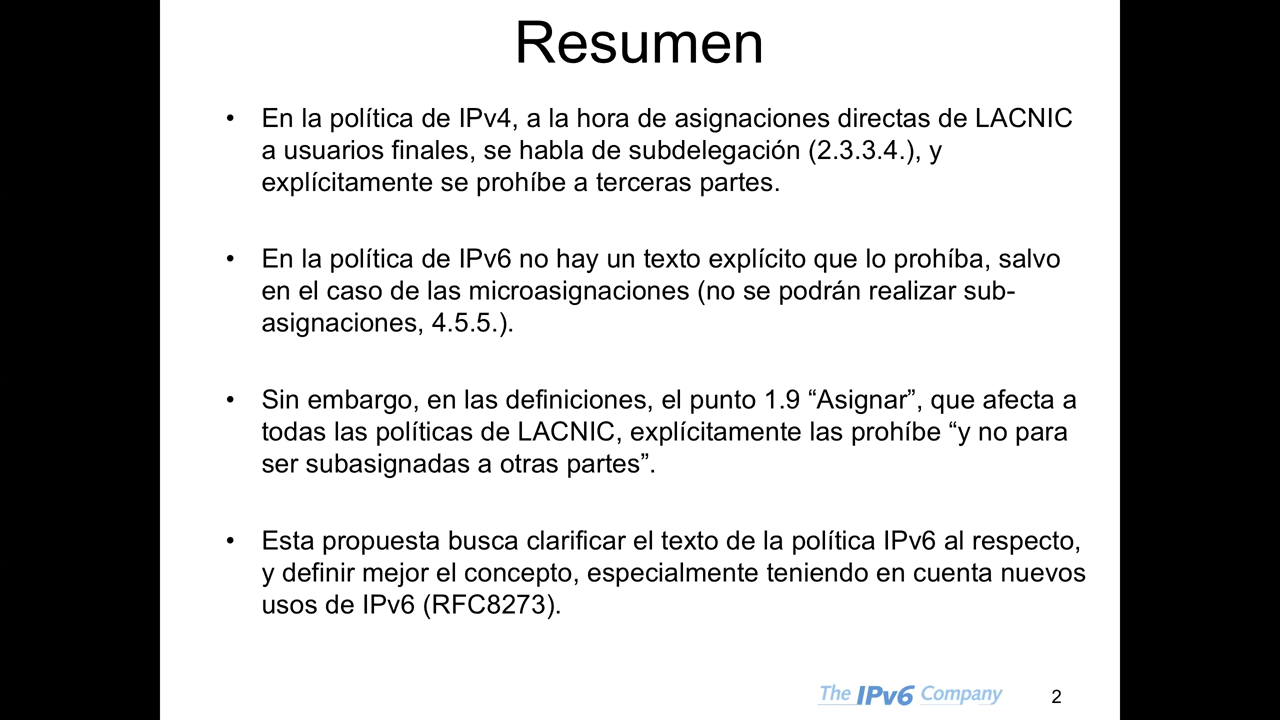 Resumen
• En la política de IPv4, a la hora de asignaciones directas de LACNIC
a usuarios finales, se habla de subdelegación (2.3.3.4.), y
explícitamente se prohíbe a terceras partes.
• En la política de IPv6 no hay un texto explícito que lo prohíba, salvo
en el caso de las microasignaciones (no se podrán realizar sub-
asignaciones, 4.5.5.).
• Sin embargo, en las definiciones, el punto 1.9 “Asignar”, que afecta a
todas las políticas de LACNIC, explícitamente las prohíbe “y no para
ser subasignadas a otras partes”.
• Esta propuesta busca clarificar el texto de la política IPv6 al respecto,
y definir mejor el concepto, especialmente teniendo en cuenta nuevos
usos de IPv6 (RFC8273).
The IPv6 Company
2